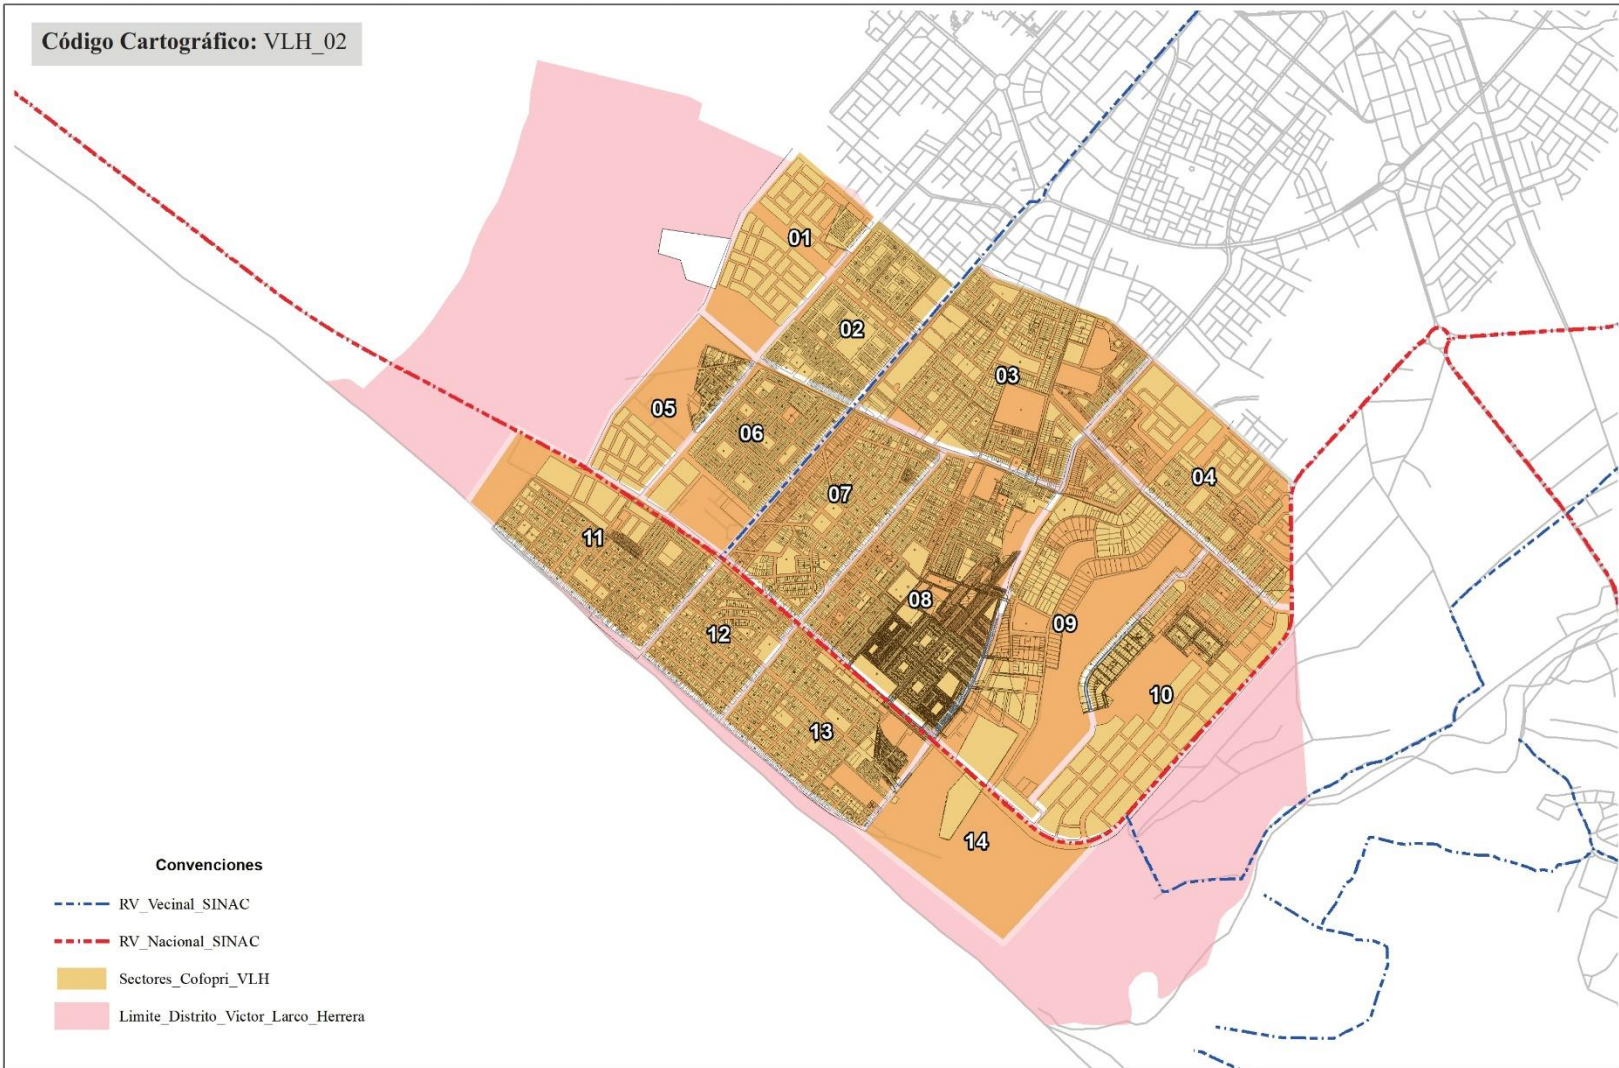 Código Cartográfico: VLH_02
01
02
03
04
05
06
07
08
09
10
11
12
13
14
Convenciones
RV_Vecinal_SINAC
RV_Nacional_SINAC
Sectores_Cofopri_VLH
Limite_Distrito_Victor_Larco_Herrera